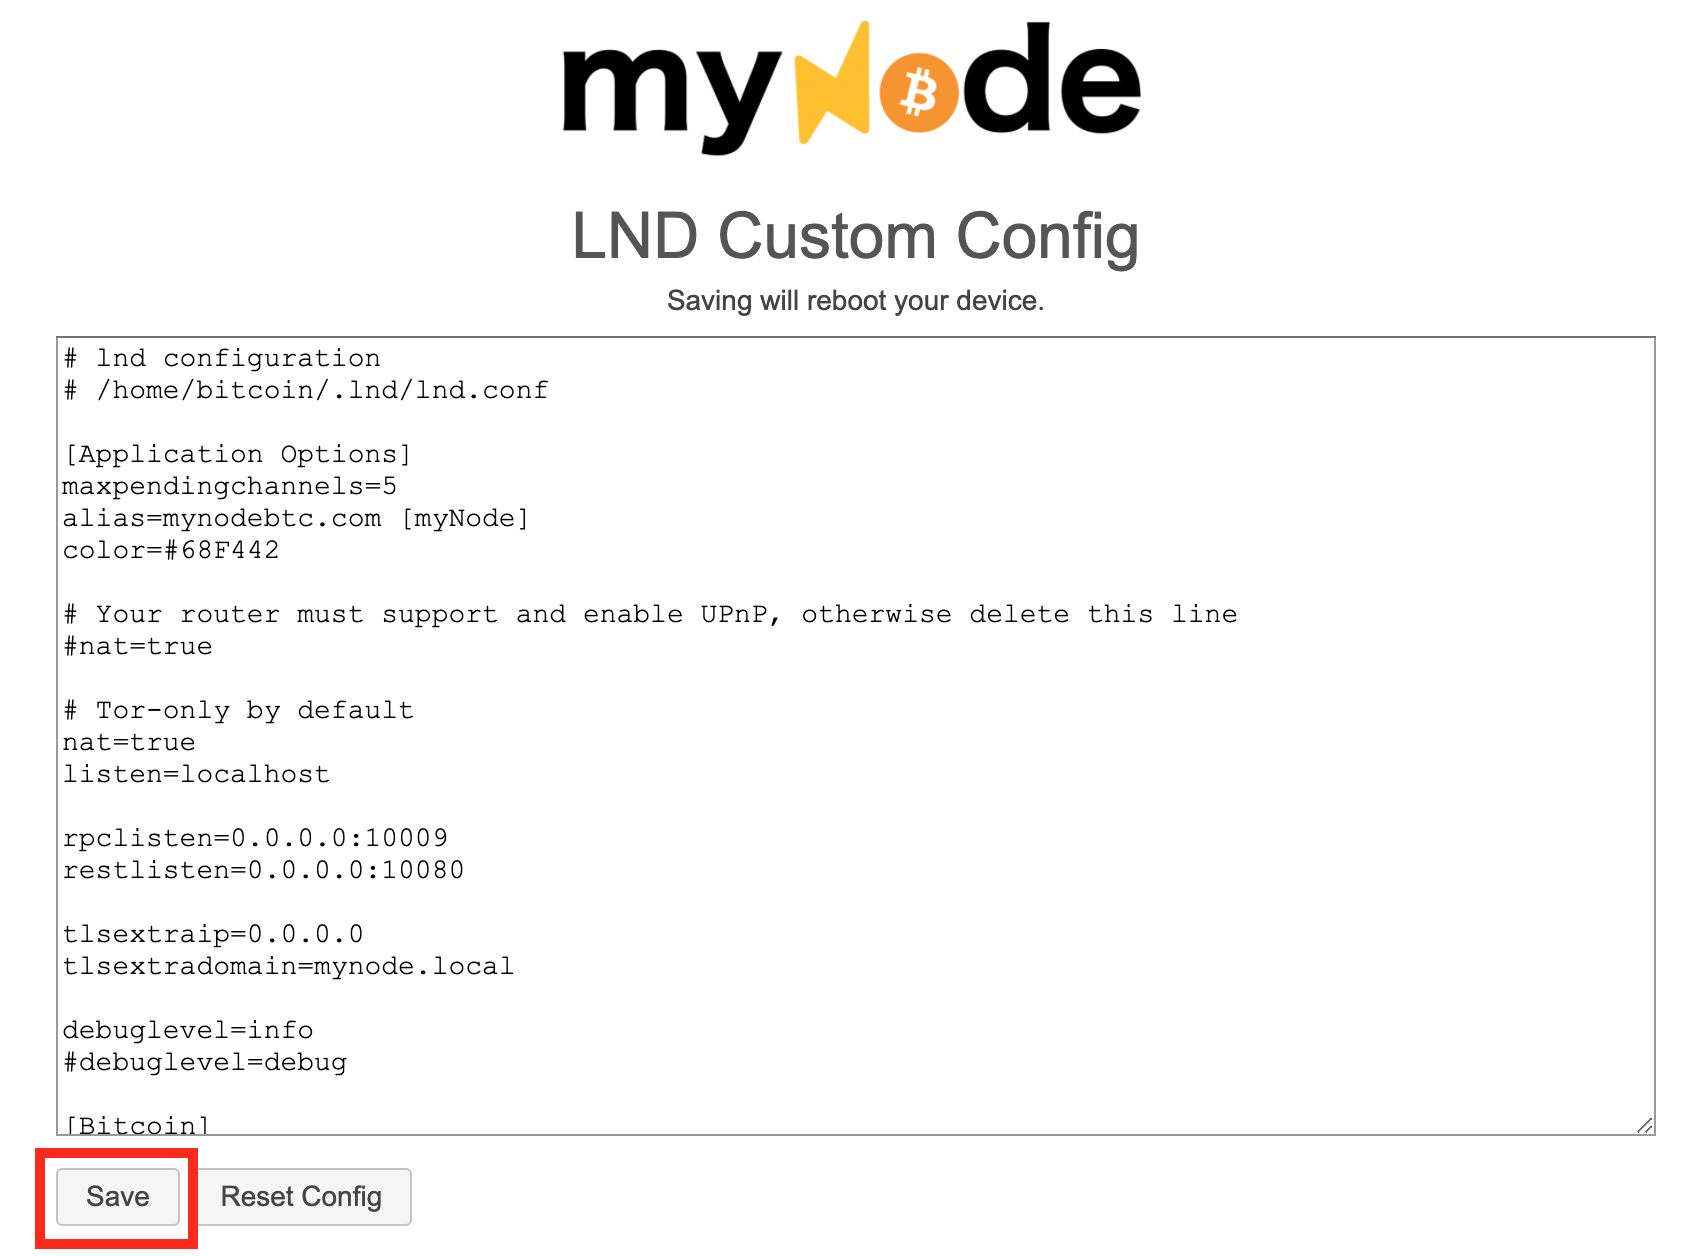 myNode
LND Custom Config
Saving will reboot your device.
# lnd configuration
# /home/bitcoin/.lnd/lnd.conf
[Application Options]
maxpendingchannels=5
alias=mynodebtc.com [myNode]
color=#68F442
# Your router must support and enable UPnP, otherwise delete this line
#nat=true
# Tor-only by default
nat=true
listen=localhost
rpclisten=0.0.0.0:10009
restlisten=0.0.0.0:10080
tlsextraip=0.0.0.0
tlsextradomain=mynode.local
debuglevel=info
#debuglevel=debug
[Bitcoin]
Save Reset Config